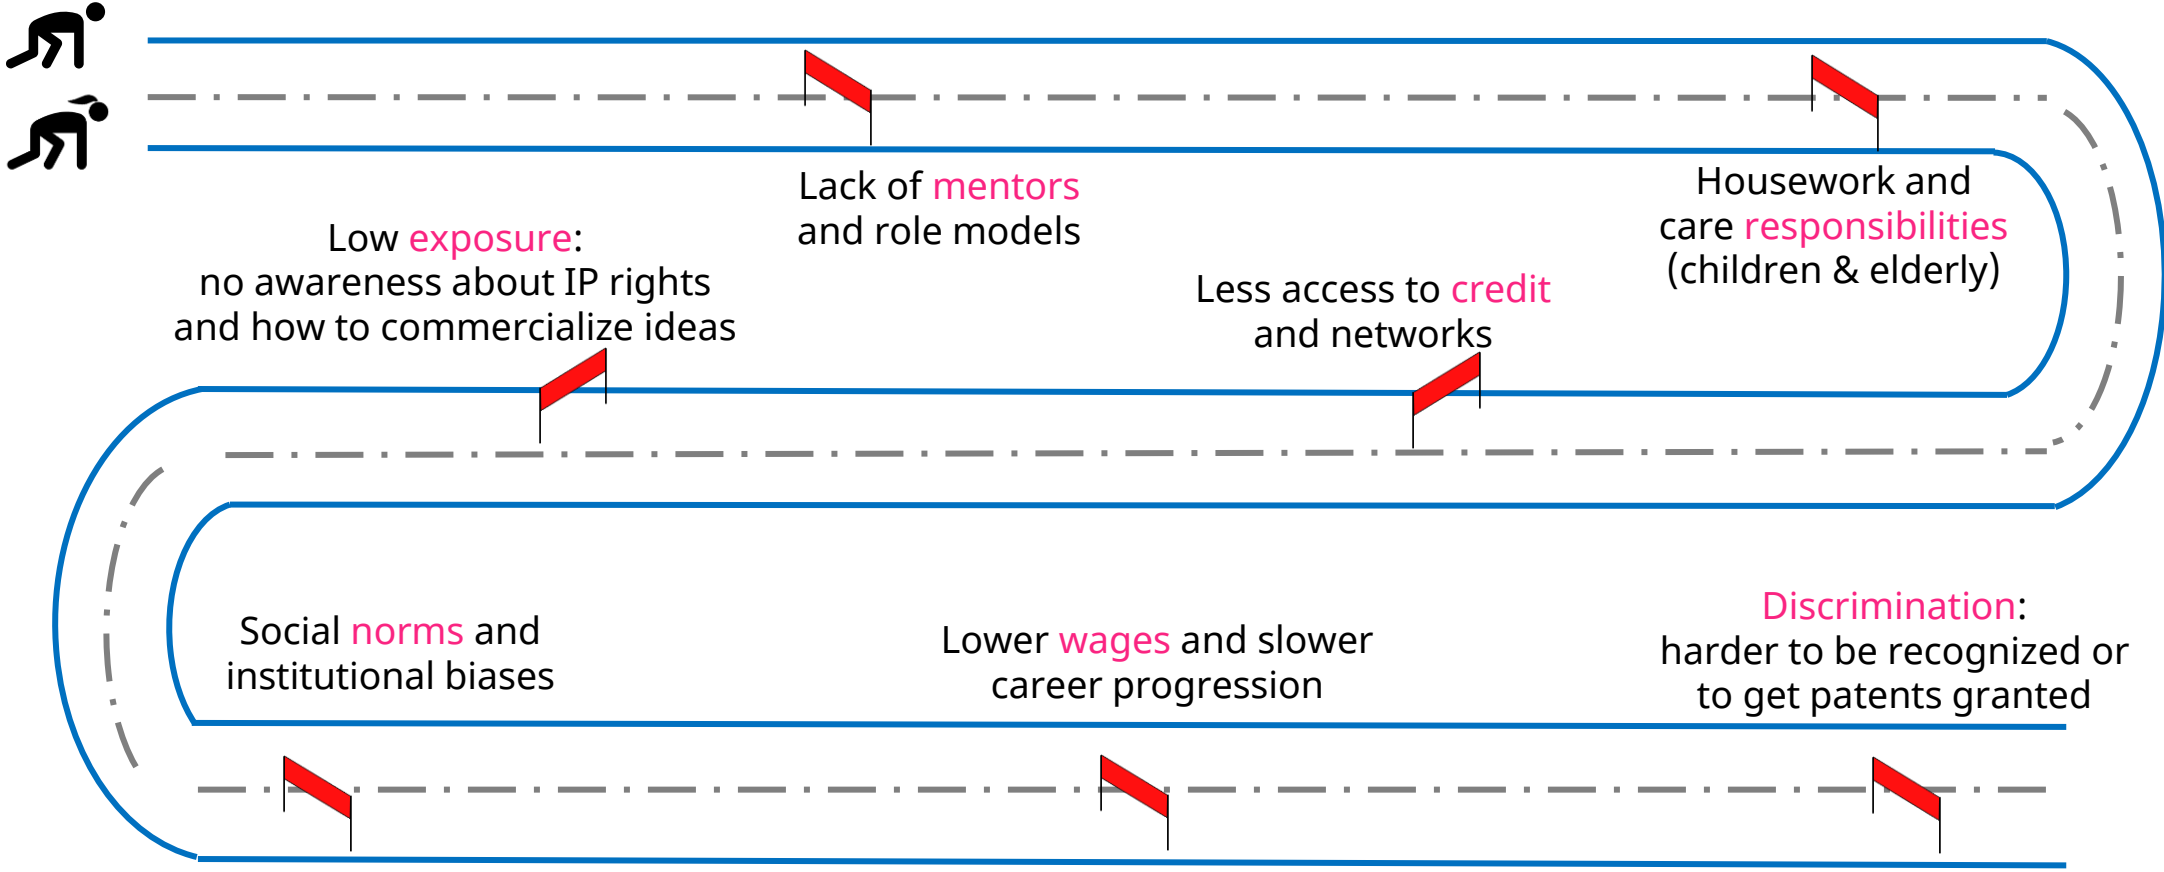 Lack of mentors
and role models
Housework and
care responsibilities
(children & elderly)
Low exposure:
no awareness about IP rights
and how to commercialize ideas
Less access to credit
and networks
Social norms and
institutional biases
Lower wages and slower
career progression
Discrimination:
harder to be recognized or
to get patents granted